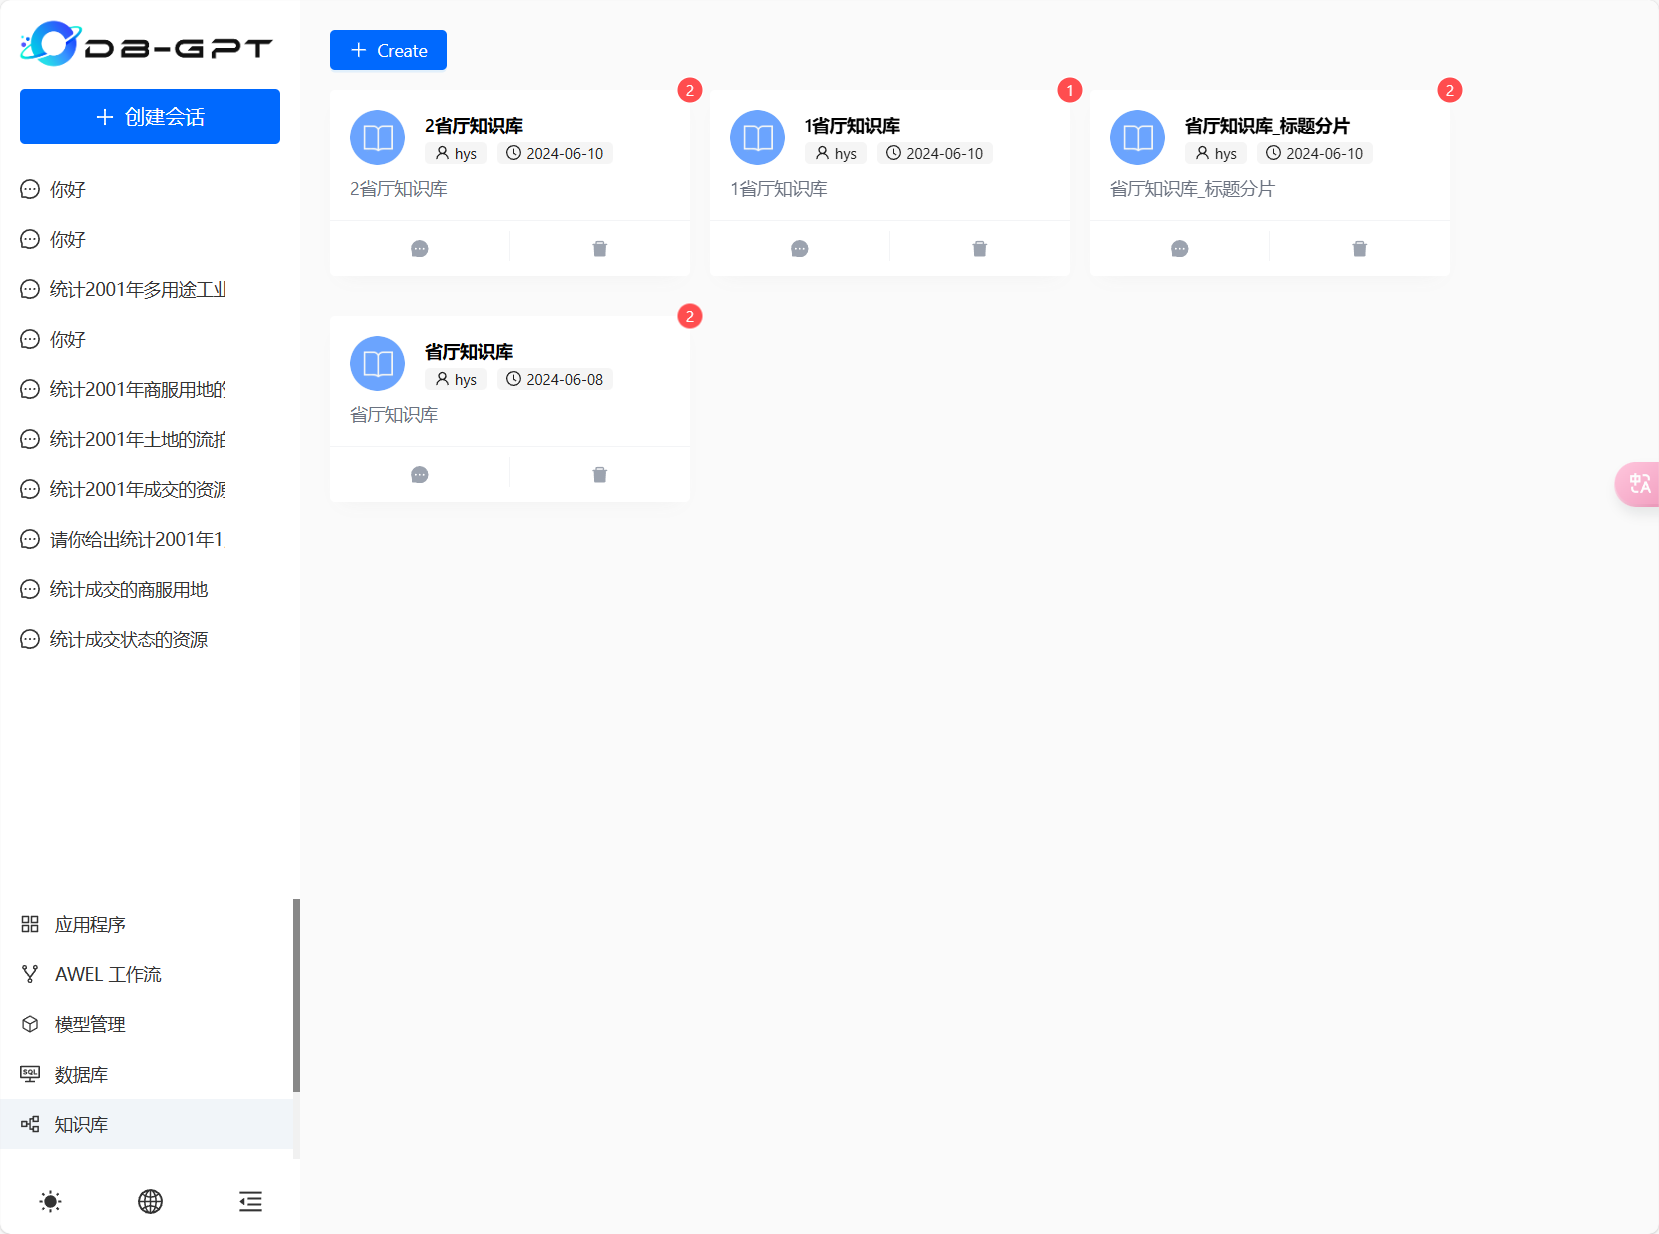 DB-GPT
创建会话
你好
你好
统计2001年多用途工业
你好
统计2001年商服用地的
统计2001年土地的流拍
统计2001年成交的资源
请你给出统计2001年1
统计成交的商服用地
统计成交状态的资源
应用程序
AWEL 工作流
模型管理
SQL 数据库
知识库
Create
2
2省厅知识库
hys 2024-06-10
2省厅知识库
1
1省厅知识库
hys 2024-06-10
1省厅知识库
2
省厅知识库_标题分片
hys 2024-06-10
省厅知识库_标题分片
2
省厅知识库
hys 2024-06-08
省厅知识库
中A